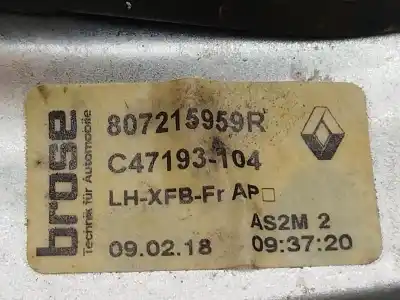 brose
Technik für Automobile
807215959R
C47193-104
LH-XFB-Fr AP□
AS2M 2
09.02.18 09:37:20